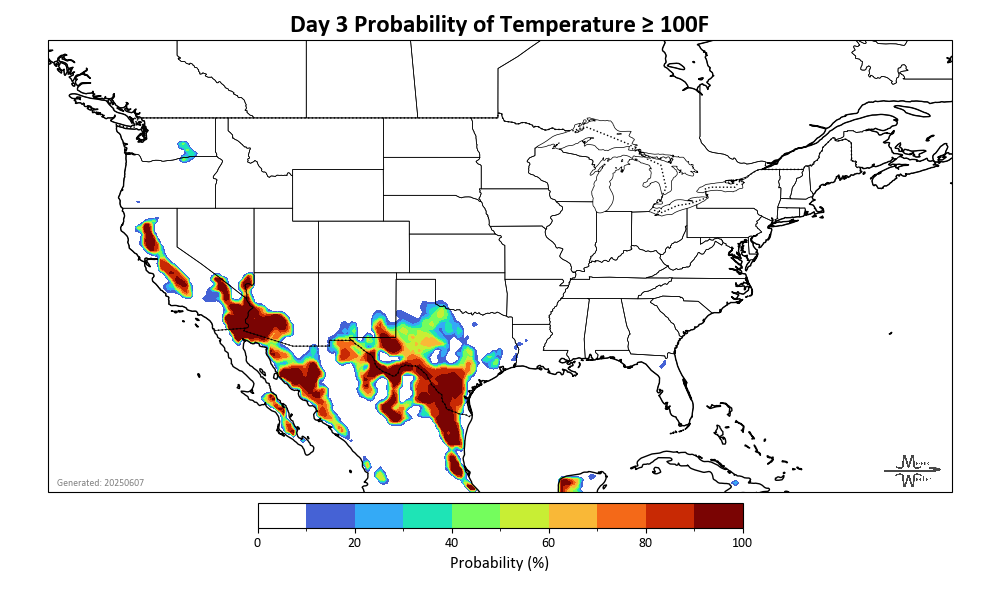 Day 3 Probability of Temperature ≥ 100F
Generated: 20250607
0 20 40 60 80 100
Probability (%)